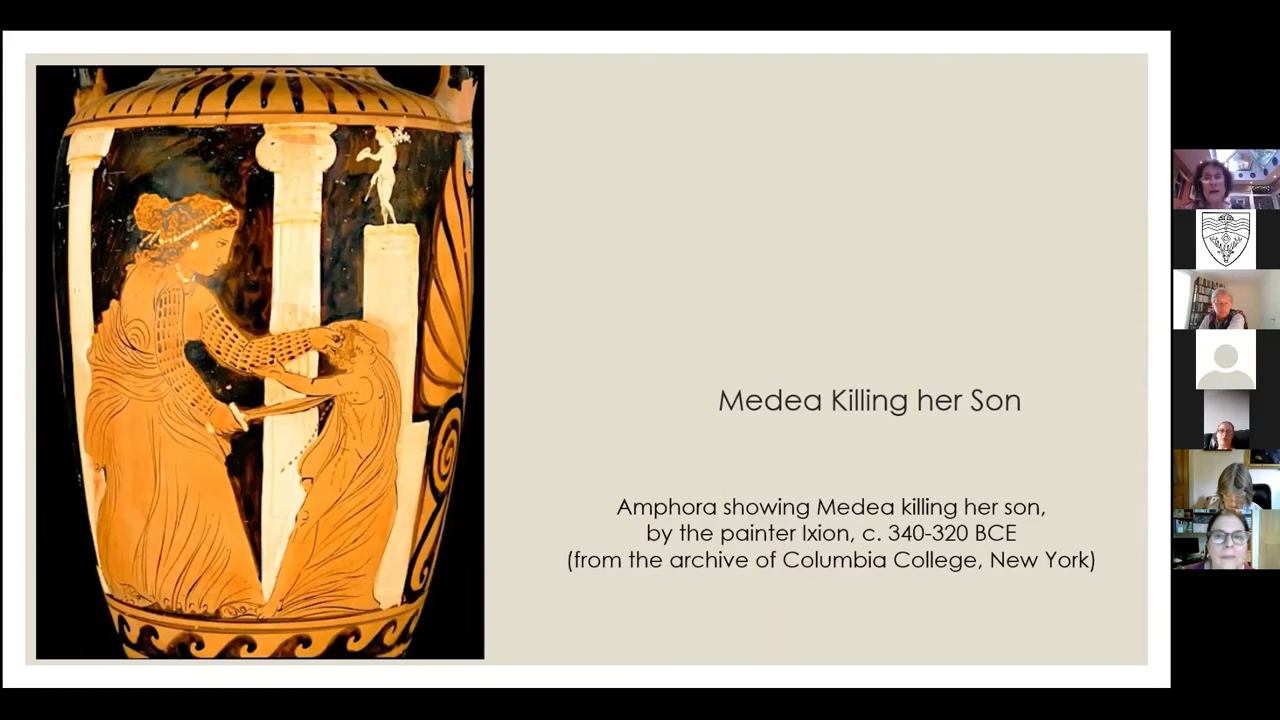 Medea Killing her Son
Amphora showing Medea killing her son,
by the painter Ixion, c. 340-320 BCE
(from the archive of Columbia College, New York)